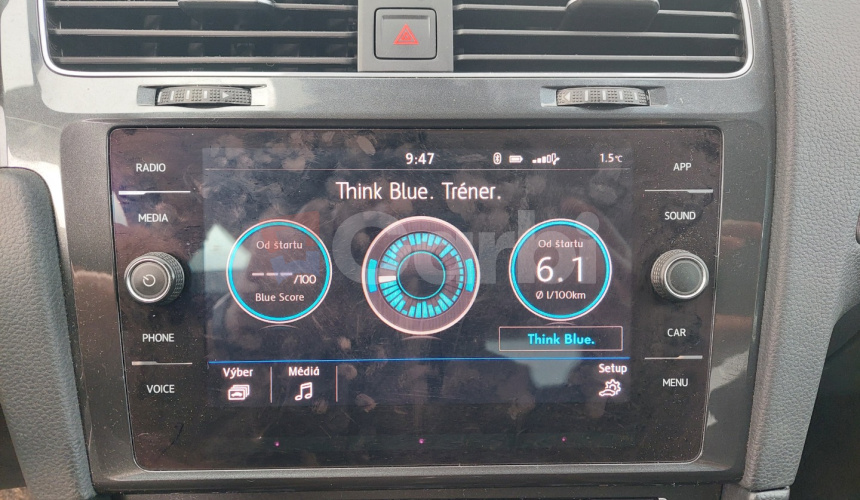 9:47
1.5°C
RADIO
APP
Think Blue. Tréner.
MEDIA
SOUND
Od štartu
---/100
Blue Score
Od štartu
6.1
Ø l/100km
Think Blue.
PHONE
CAR
VOICE
MENU
Výber
Médiá
Setup